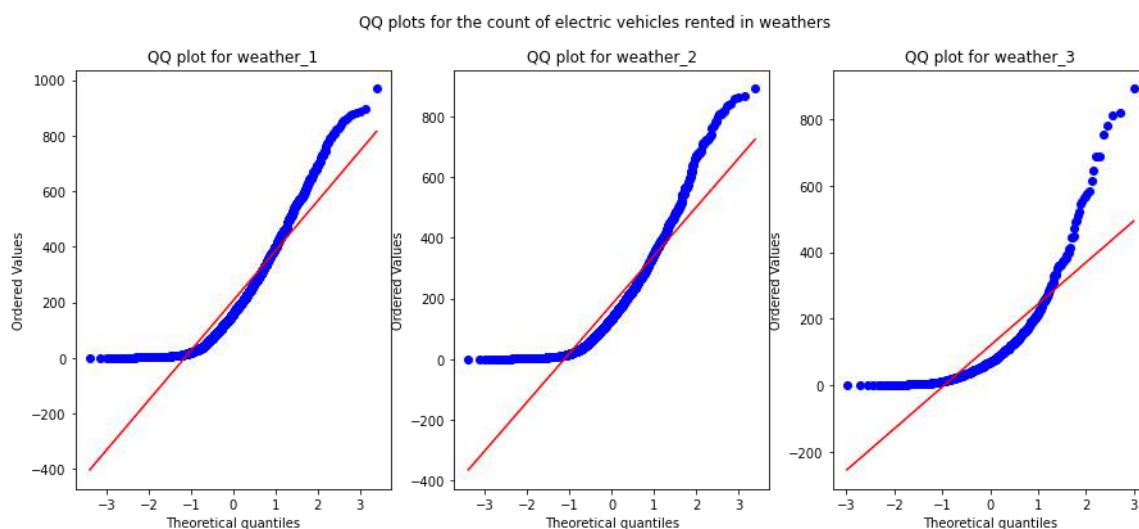 QQ plots for the count of electric vehicles rented in weathers
QQ plot for weather_1
1000
800
600
400
200
0
−200
−400
Ordered Values
−3 −2 −1 0 1 2 3
Theoretical quantiles
QQ plot for weather_2
800
600
400
200
0
−200
−400
Ordered Values
−3 −2 −1 0 1 2 3
Theoretical quantiles
QQ plot for weather_3
800
600
400
200
0
−200
Ordered Values
−3 −2 −1 0 1 2 3
Theoretical quantiles